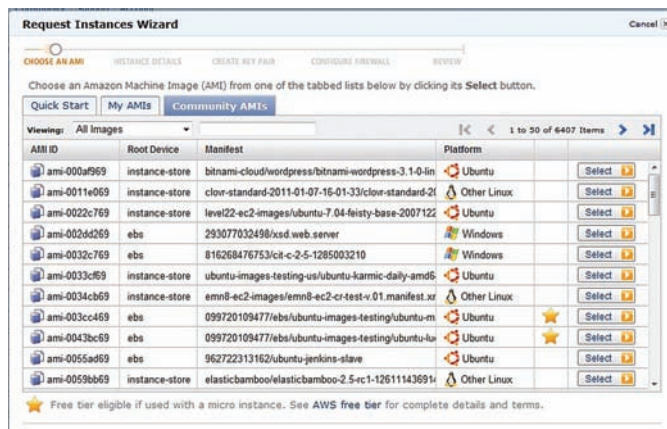 Request Instances Wizard Cancel
CHOOSE AN AMI INSTANCE DETAILS CREATE KEY PAIR CONFIGURE FIREWALL REVIEW
Choose an Amazon Machine Image (AMI) from one of the tabbed lists below by clicking its Select button.
Quick Start My AMIs Community AMIs
Viewing: All Images 1 to 50 of 6407 Items
AMI ID Root Device Manifest Platform
ami-000af969 instance-store bitnami-cloud/wordpress/bitnami-wordpress-3.1-0-lin Ubuntu Select
ami-0011e069 instance-store clovr-standard-2011-01-07-16-01-33/clovr-standard-20 Other Linux Select
ami-0022c769 instance-store level22-ec2-images/ubuntu-7.04-feisty-base-2007122 Ubuntu Select
ami-002dd269 ebs 293077032498/xsd.web.server Windows Select
ami-0032c769 ebs 816268476753/cit-c-2-5-1285003210 Windows Select
ami-0033cf69 instance-store ubuntu-images-testing-us/ubuntu-karmic-daily-amd6 Ubuntu Select
ami-0034cb69 instance-store emn8-ec2-images/emn8-ec2-cr-test-v.01.manifest.xr Other Linux Select
ami-003cc469 ebs 099720109477/ebs/ubuntu-images-testing/ubuntu-m Ubuntu Select
ami-0043bc69 ebs 099720109477/ebs/ubuntu-images-testing/ubuntu-lu Ubuntu Select
ami-0055ad69 ebs 962722313162/ubuntu-jenkins-slave Ubuntu Select
ami-0059bb69 instance-store elasticbamboo/elasticbamboo-2.5-rc1-126111436914 Other Linux Select
Free tier eligible if used with a micro instance. See AWS free tier for complete details and terms.